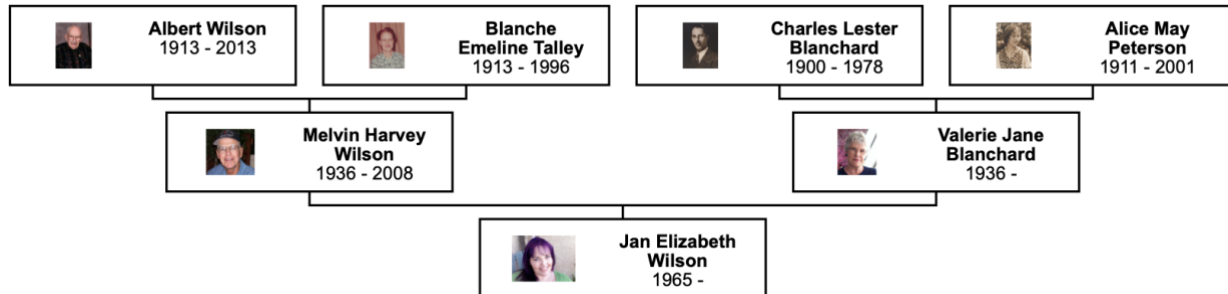 Albert Wilson
1913 - 2013
Blanche
Emeline Talley
1913 - 1996
Charles Lester
Blanchard
1900 - 1978
Alice May
Peterson
1911 - 2001
Melvin Harvey
Wilson
1936 - 2008
Valerie Jane
Blanchard
1936 -
Jan Elizabeth
Wilson
1965 -